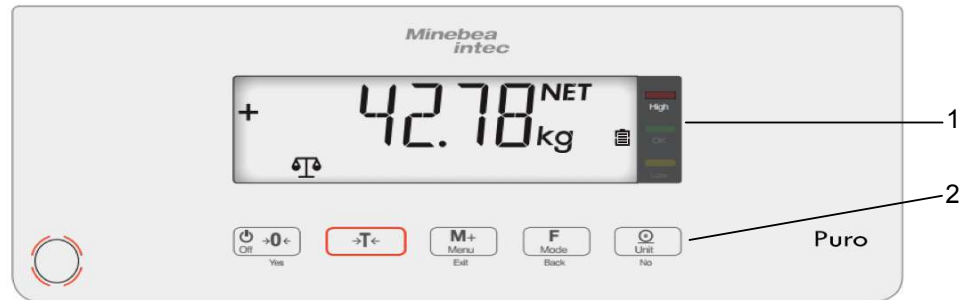 Minebea
intec
+ 42.78 NET
kg
High
OK
Low
1
2
Off →0← →T← M+ Menu F Mode Unit
Yes Exit Back No
Puro